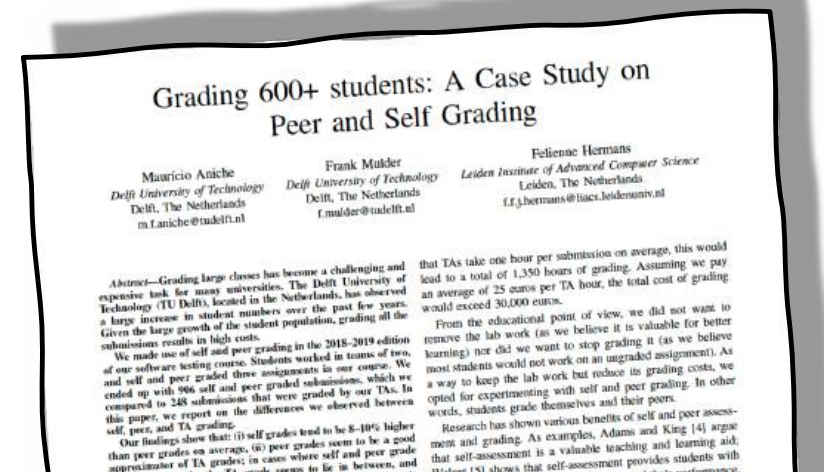 Grading 600+ students: A Case Study on
Peer and Self Grading
Maurício Aniche
Delft University of Technology
Delft, The Netherlands
m.f.aniche@tudelft.nl
Frank Mulder
Delft University of Technology
Delft, The Netherlands
f.mulder@tudelft.nl
Felienne Hermans
Leiden Institute of Advanced Computer Science
Leiden, The Netherlands
f.f.j.hermans@liacs.leidenuniv.nl
Abstract—Grading large classes has become a challenging and
expensive task for many universities. The Delft University of
Technology (TU Delft), located in the Netherlands, has observed
a large increase in student numbers over the past few years.
Given the large growth of the student population, grading all the
submissions results in high costs.
We made use of self and peer grading in the 2018-2019 edition
of our software testing course. Students worked in teams of two,
and self and peer graded three assignments in our course. We
ended up with 906 self and peer graded submissions, which we
compared to 248 submissions that were graded by our TAs. In
this paper, we report on the differences we observed between
self, peer, and TA grading.
Our findings show that: (i) self grades tend to be 8–10% higher
than peer grades on average, (ii) peer grades seem to be a good
approximator of TA grades; in cases where self and peer grade
TA grade seems to lie in between, and
that TAs take one hour per submission on average, this would
lead to a total of 1,350 hours of grading. Assuming we pay
an average of 25 euros per TA hour, the total cost of grading
would exceed 30,000 euros.
From the educational point of view, we did not want to
remove the lab work (as we believe it is valuable for better
learning) nor did we want to stop grading it (as we believe
most students would not work on an ungraded assignment). As
a way to keep the lab work but reduce its grading costs, we
opted for experimenting with self and peer grading. In other
words, students grade themselves and their peers.
Research has shown various benefits of self and peer assess-
ment and grading. As examples, Adams and King [4] argue
that self-assessment is a valuable teaching and learning aid;
[5] shows that self-assessment provides students with